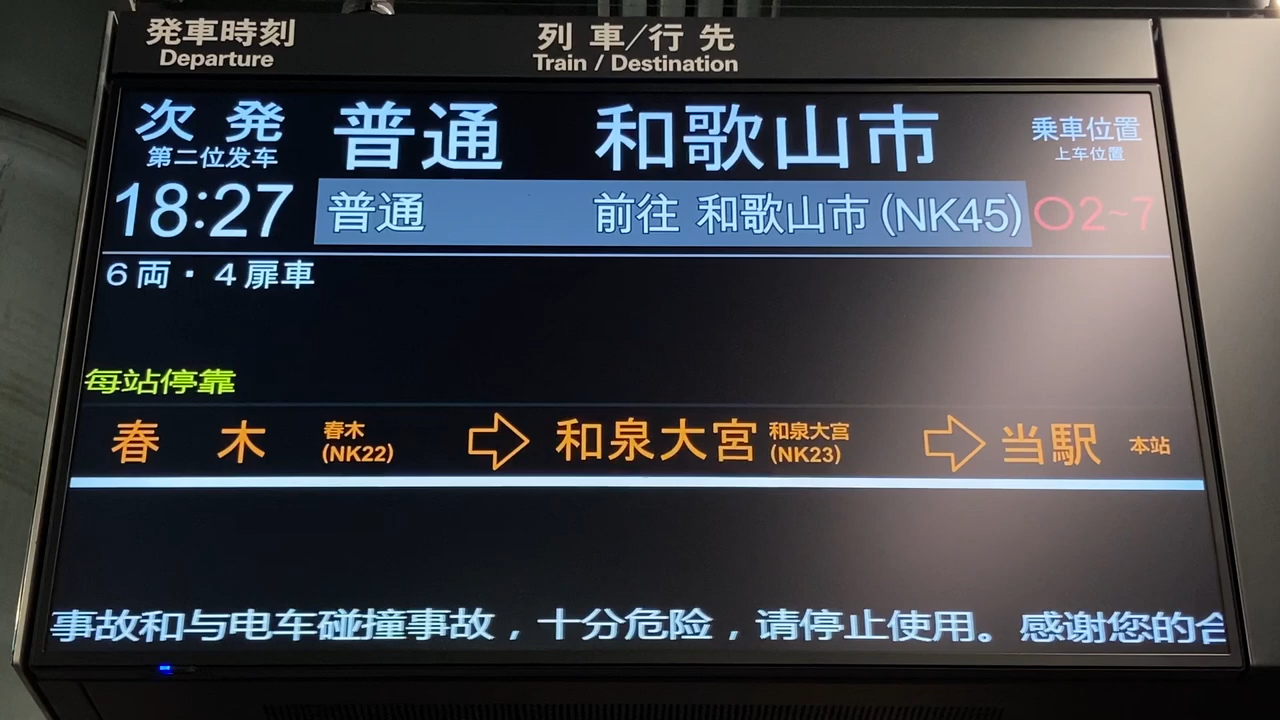 発車時刻 列車/行先
Departure Train / Destination
次発 普通 和歌山市 乗車位置
第二位发车 上车位置
18:27 普通 前往 和歌山市 (NK45) ○2~7
6両・4扉車
每站停靠
春木 春木 (NK22) ⇨ 和泉大宮 和泉大宫 (NK23) ⇨ 当駅 本站
事故和与电车碰撞事故，十分危险，请停止使用。感谢您的合